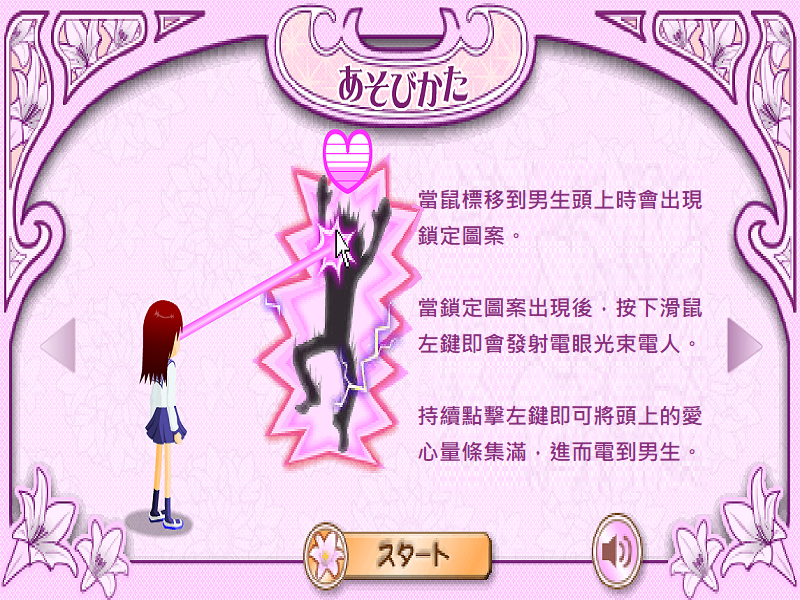 あそびかた
當鼠標移到男生頭上時會出現
鎖定圖案。
當鎖定圖案出現後，按下滑鼠
左鍵即會發射電眼光束電人。
持續點擊左鍵即可將頭上的愛
心量條集滿，進而電到男生。
スタート